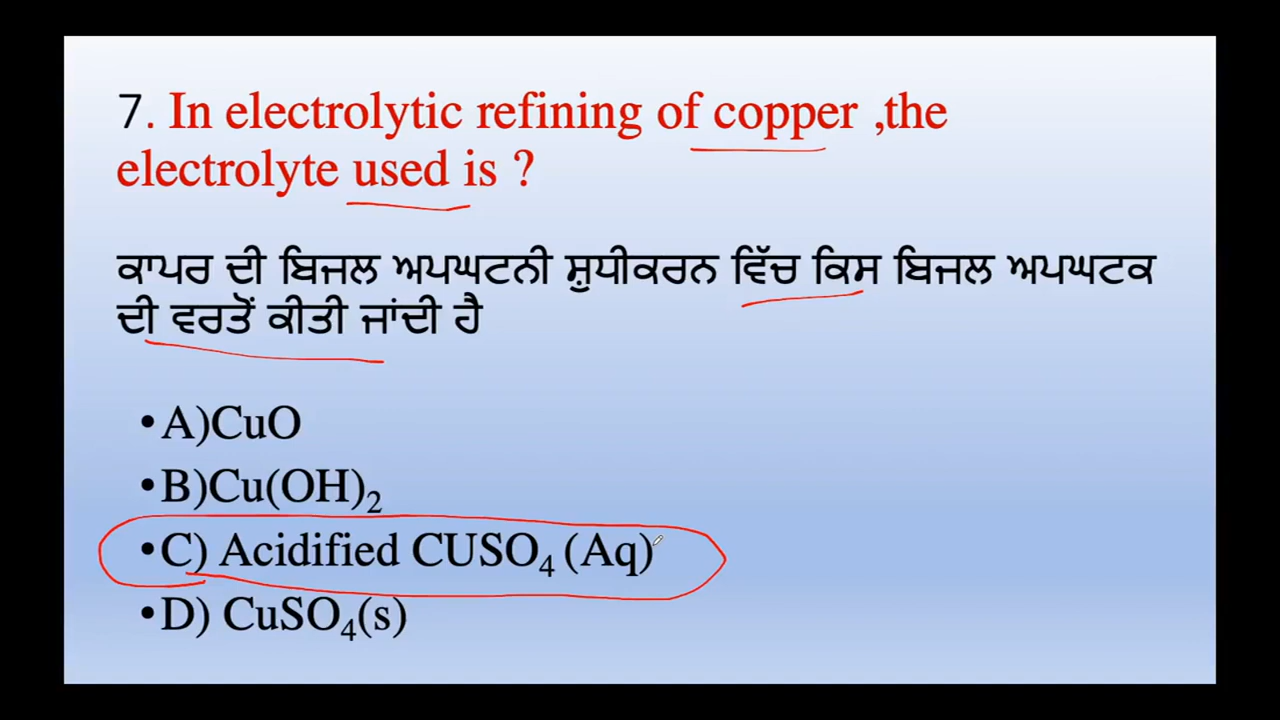 7. In electrolytic refining of copper ,the
electrolyte used is ?
ਕਾਪਰ ਦੀ ਬਿਜਲ ਅਪਘਟਨੀ ਸ਼ੁਧੀਕਰਨ ਵਿੱਚ ਕਿਸ ਬਿਜਲ ਅਪਘਟਕ
ਦੀ ਵਰਤੋਂ ਕੀਤੀ ਜਾਂਦੀ ਹੈ
•A)CuO
•B)Cu(OH)₂
•C) Acidified CUSO₄ (Aq)
•D) CuSO₄(s)